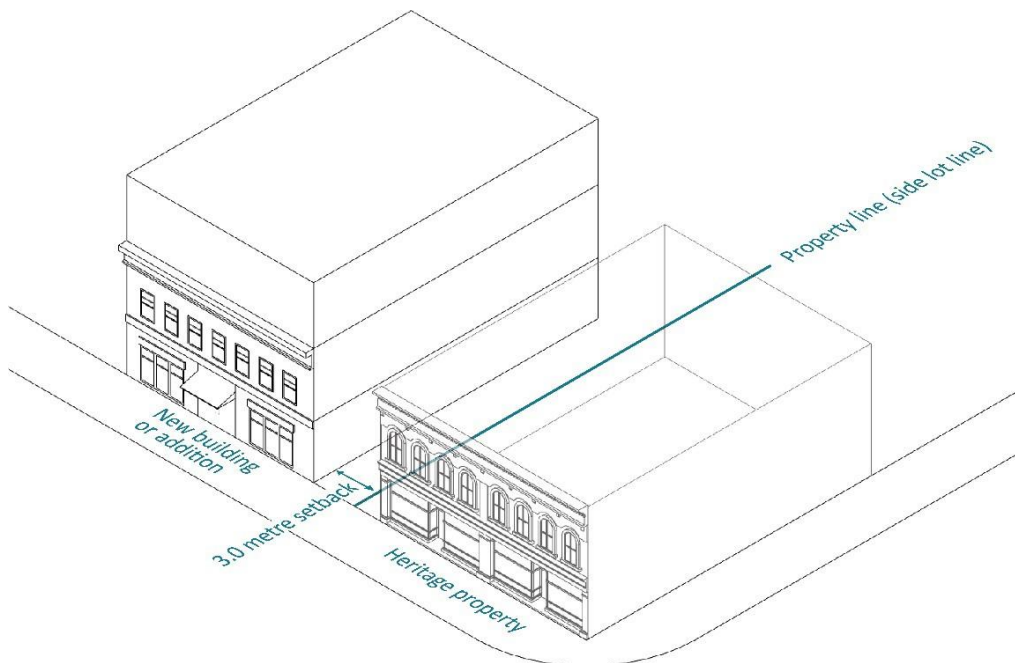 Property line (side lot line)
New building
or addition
3.0 metre setback
Heritage property